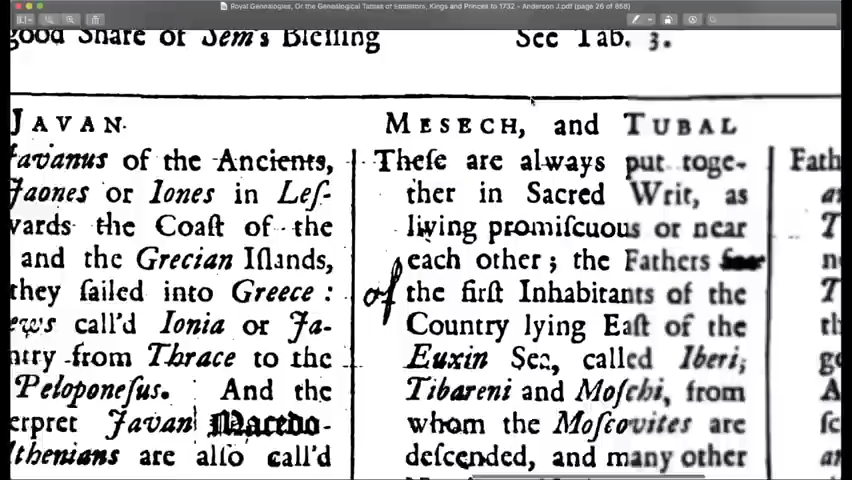 Royal Genealogies, Or the Genealogical Tables of Emperors, Kings and Princes to 1732 - Anderson J.pdf (page 26 of 858)
good Share of Sem's Blessing
See Tab. 3.
JAVAN.
Javanus of the Ancients,
Jaones or Iones in Leſ-
wards the Coaſt of the
and the Grecian Iſlands,
they ſailed into Greece:
ews call'd Ionia or Ja-
ntry from Thrace to the
Peloponeſus. And the
erpret Javan Macedo-
Athenians are alſo call'd
MESECH, and TUBAL
Theſe are always put toge-
ther in Sacred Writ, as
living promiſcuous or near
each other; the Fathers
of the firſt Inhabitants of the
Country lying Eaſt of the
Euxin Sea, called Iberi,
Tibareni and Moſchi, from
whom the Moſcovites are
deſcended, and many other
Fath